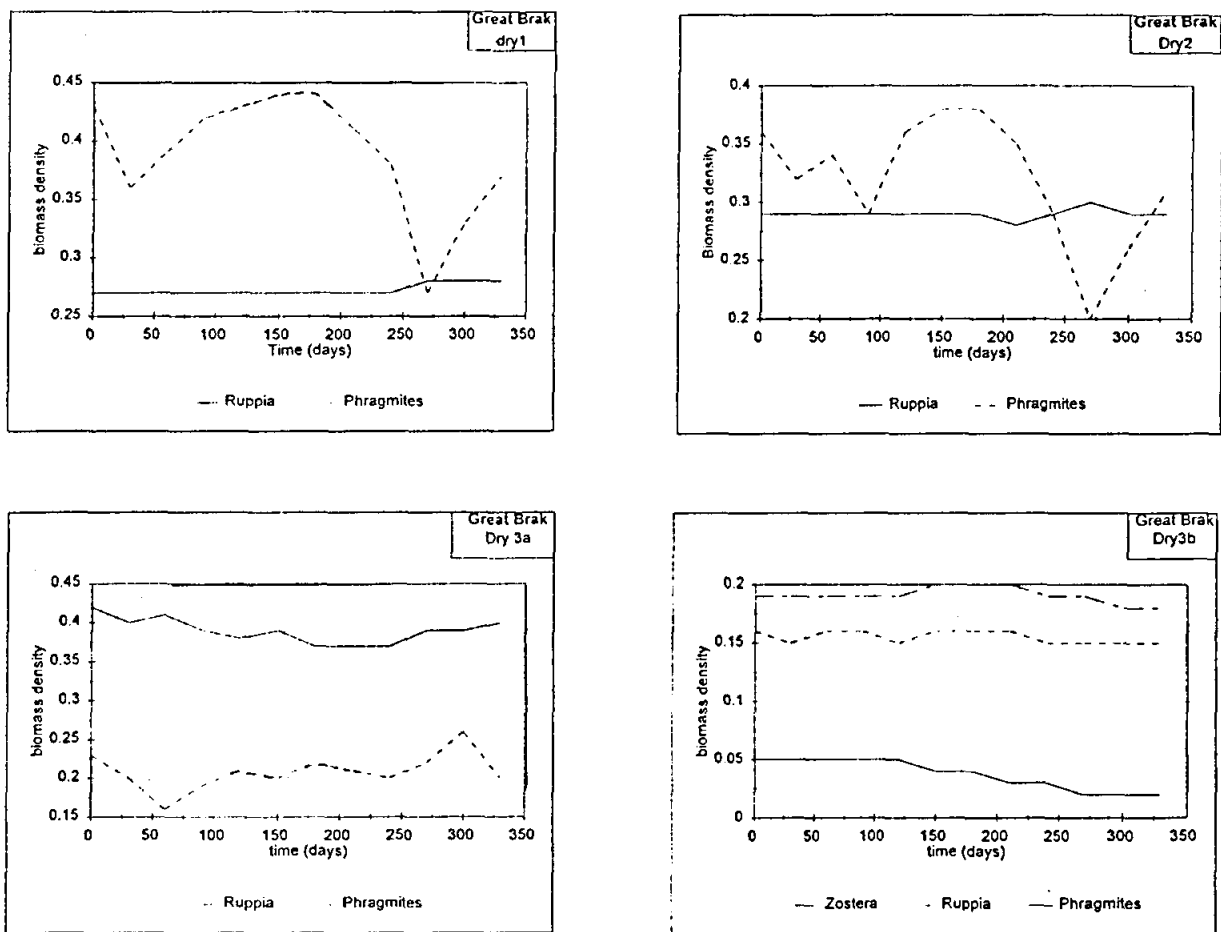 Great Brak
dry1
0.45
0.4
0.35
0.3
0.25
biomass density
0 50 100 150 200 250 300 350
Time (days)
Ruppia Phragmites
Great Brak
Dry2
0.4
0.35
0.3
0.25
0.2
Biomass density
0 50 100 150 200 250 300 350
time (days)
Ruppia Phragmites
Great Brak
Dry 3a
0.45
0.4
0.35
0.3
0.25
0.2
0.15
biomass density
0 50 100 150 200 250 300 350
time (days)
Ruppia Phragmites
Great Brak
Dry3b
0.2
0.15
0.1
0.05
0
biomass density
0 50 100 150 200 250 300 350
time (days)
Zostera Ruppia Phragmites